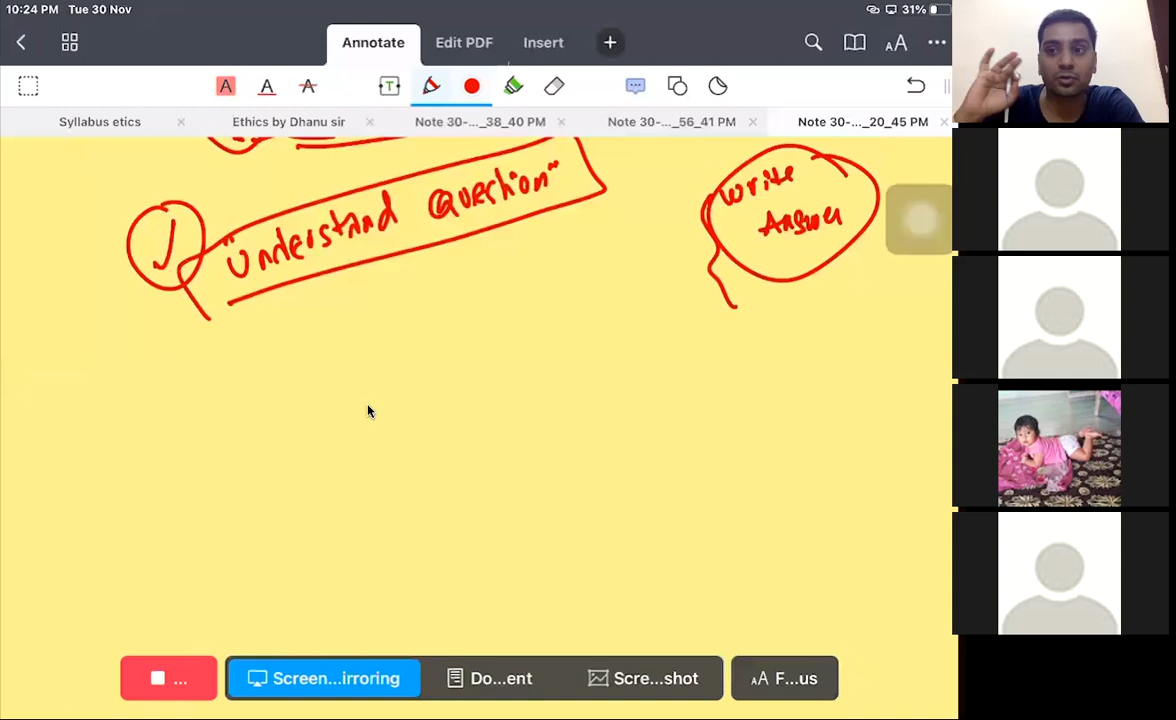 10:24 PM Tue 30 Nov
31%
Annotate
Edit PDF
Insert
Syllabus etics
Ethics by Dhanu sir
Note 30-..._38_40 PM
Note 30-..._56_41 PM
Note 30-..._20_45 PM
"Understand Question"
Write
Answer
...
Screen...irroring
Do...ent
Scre...shot
AA F...us